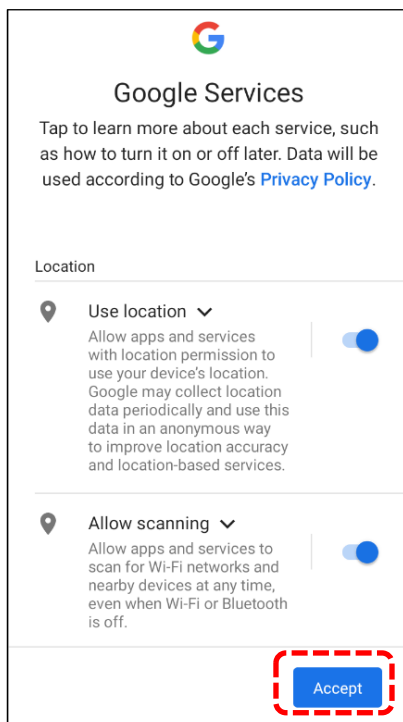 Google Services
Tap to learn more about each service, such
as how to turn it on or off later. Data will be
used according to Google’s Privacy Policy.
Location
Use location
Allow apps and services
with location permission to
use your device’s location.
Google may collect location
data periodically and use this
data in an anonymous way
to improve location accuracy
and location-based services.
Allow scanning
Allow apps and services to
scan for Wi-Fi networks and
nearby devices at any time,
even when Wi-Fi or Bluetooth
is off.
Accept